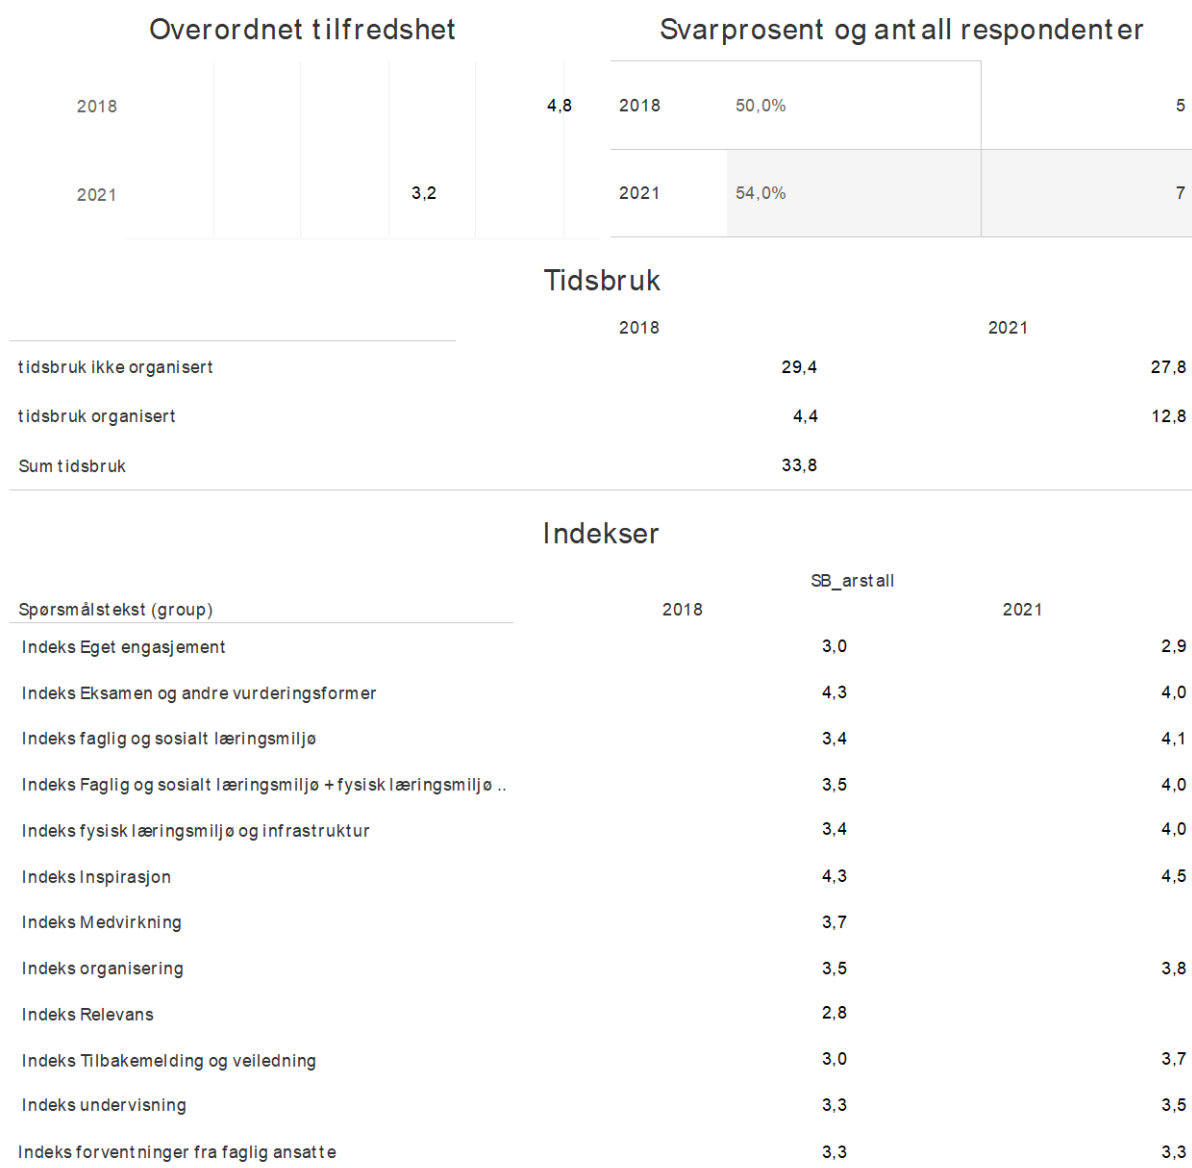 Overordnet tilfredshet
2018 4,8
2021 3,2
Svarprosent og antall respondenter
2018 50,0% 5
2021 54,0% 7
Tidsbruk
2018 2021
tidsbruk ikke organisert 29,4 27,8
tidsbruk organisert 4,4 12,8
Sum tidsbruk 33,8
Indekser
SB_arstall
Spørsmålstekst (group) 2018 2021
Indeks Eget engasjement 3,0 2,9
Indeks Eksamen og andre vurderingsformer 4,3 4,0
Indeks faglig og sosialt læringsmiljø 3,4 4,1
Indeks Faglig og sosialt læringsmiljø + fysisk læringsmiljø .. 3,5 4,0
Indeks fysisk læringsmiljø og infrastruktur 3,4 4,0
Indeks Inspirasjon 4,3 4,5
Indeks Medvirkning 3,7
Indeks organisering 3,5 3,8
Indeks Relevans 2,8
Indeks Tilbakemelding og veiledning 3,0 3,7
Indeks undervisning 3,3 3,5
Indeks forventninger fra faglig ansatte 3,3 3,3